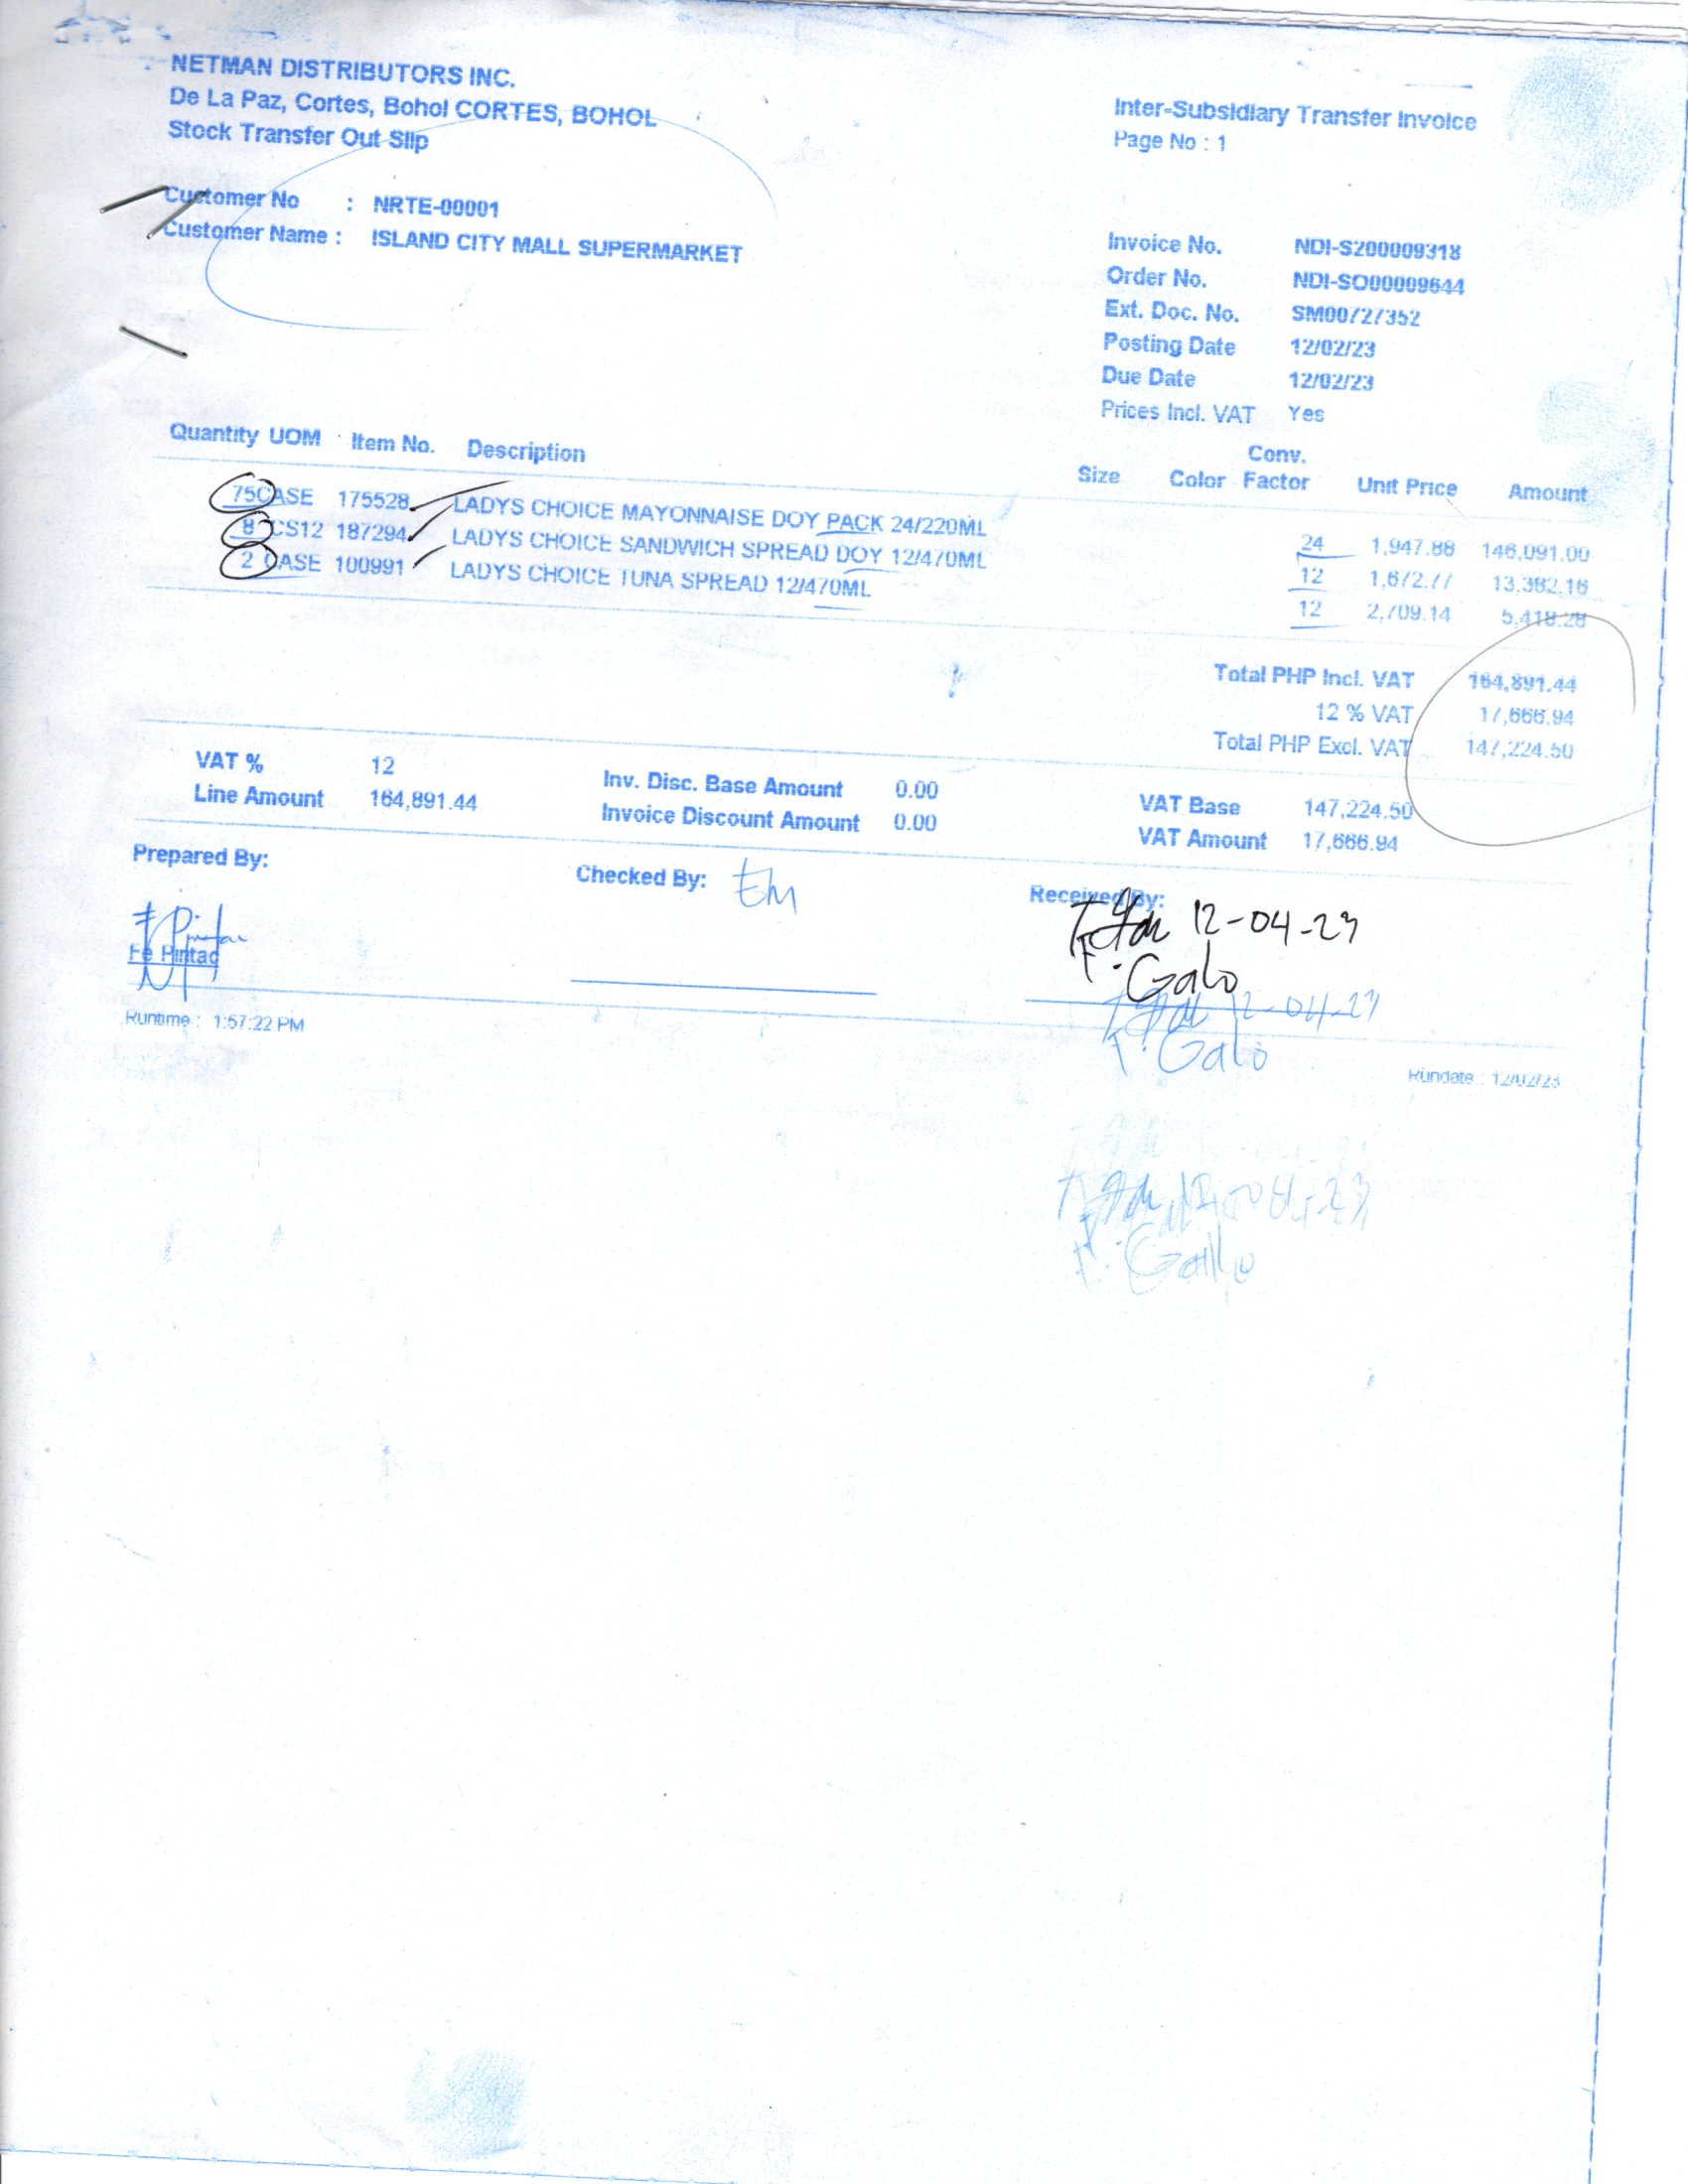 NETMAN DISTRIBUTORS INC.
De La Paz, Cortes, Bohol CORTES, BOHOL
Stock Transfer Out Slip
Inter-Subsidiary Transfer Invoice
Page No : 1
Customer No : NRTE-00001
Customer Name : ISLAND CITY MALL SUPERMARKET
Invoice No. NDI-S200009318
Order No. NDI-SO00009644
Ext. Doc. No. SM00727352
Posting Date 12/02/23
Due Date 12/02/23
Prices Incl. VAT Yes
Quantity UOM Item No. Description Size Color Conv. Factor Unit Price Amount
75 CASE 175528 LADYS CHOICE MAYONNAISE DOY PACK 24/220ML 24 1,947.88 146,091.00
8 CS12 187294 LADYS CHOICE SANDWICH SPREAD DOY 12/470ML 12 1,672.77 13,382.16
2 CASE 100991 LADYS CHOICE TUNA SPREAD 12/470ML 12 2,709.14 5,418.28
Total PHP Incl. VAT 164,891.44
12 % VAT 17,666.94
Total PHP Excl. VAT 147,224.50
VAT % 12 Inv. Disc. Base Amount 0.00 VAT Base 147,224.50
Line Amount 164,891.44 Invoice Discount Amount 0.00 VAT Amount 17,666.94
Prepared By: Checked By: Received By:
12-04-23
Fe Pintac
F. Galo
12-04-23
F. Galo
Runtime : 1:57:22 PM
Rundate : 12/02/23
04-23
F. Gallo